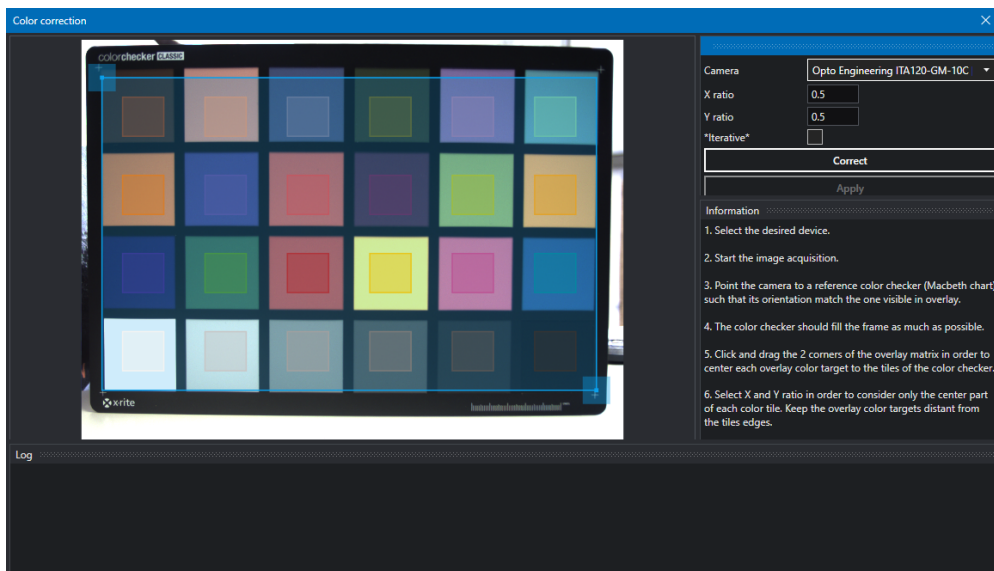 Color correction
colorchecker CLASSIC
x-rite
Camera
Opto Engineering ITA120-GM-10C
X ratio
0.5
Y ratio
0.5
*Iterative*
Correct
Apply
Information
1. Select the desired device.
2. Start the image acquisition.
3. Point the camera to a reference color checker (Macbeth chart)
such that its orientation match the one visible in overlay.
4. The color checker should fill the frame as much as possible.
5. Click and drag the 2 corners of the overlay matrix in order to
center each overlay color target to the tiles of the color checker.
6. Select X and Y ratio in order to consider only the center part
of each color tile. Keep the overlay color targets distant from
the tiles edges.
Log